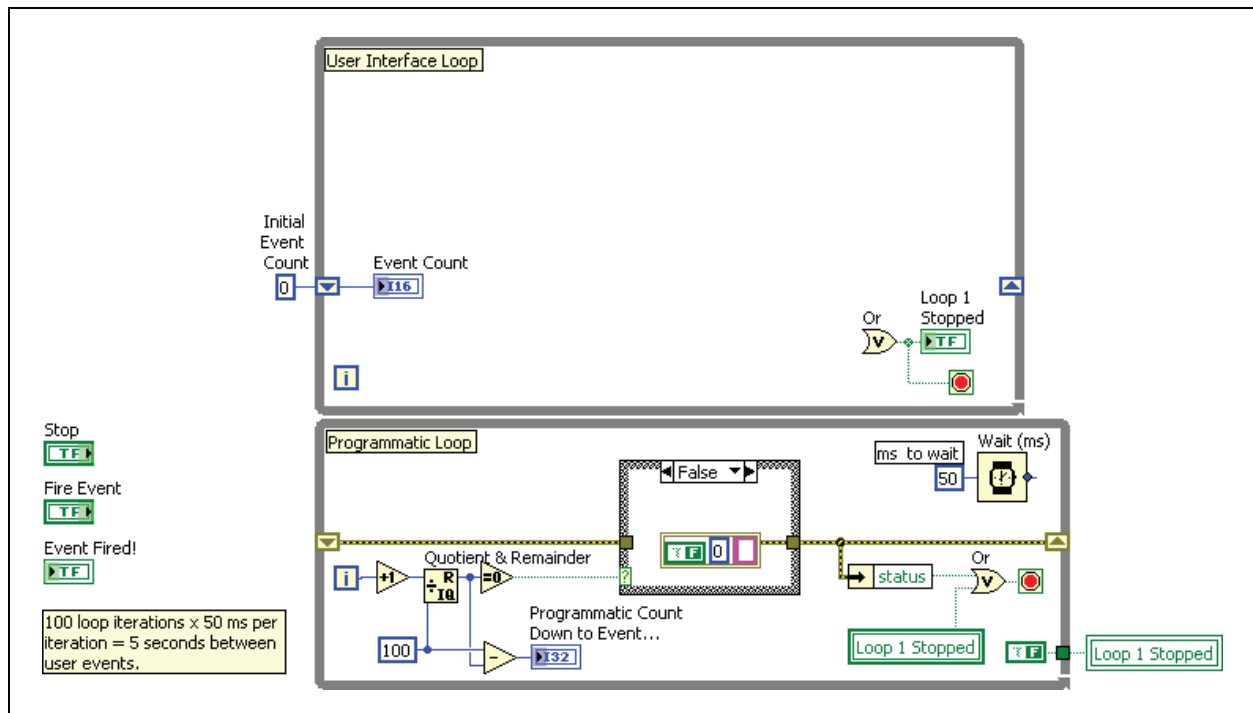 User Interface Loop
Initial
Event
Count
0
Event Count
I16
Loop 1
Stopped
Or
V
TF
i
Stop
TF
Fire Event
TF
Event Fired!
TF
100 loop iterations x 50 ms per
iteration = 5 seconds between
user events.
Programmatic Loop
False
ms to wait
50
Wait (ms)
F 0
Quotient & Remainder
i
+1
R
IQ
=0
?
100
-
Programmatic Count
Down to Event...
I32
status
Or
V
Loop 1 Stopped
F
Loop 1 Stopped